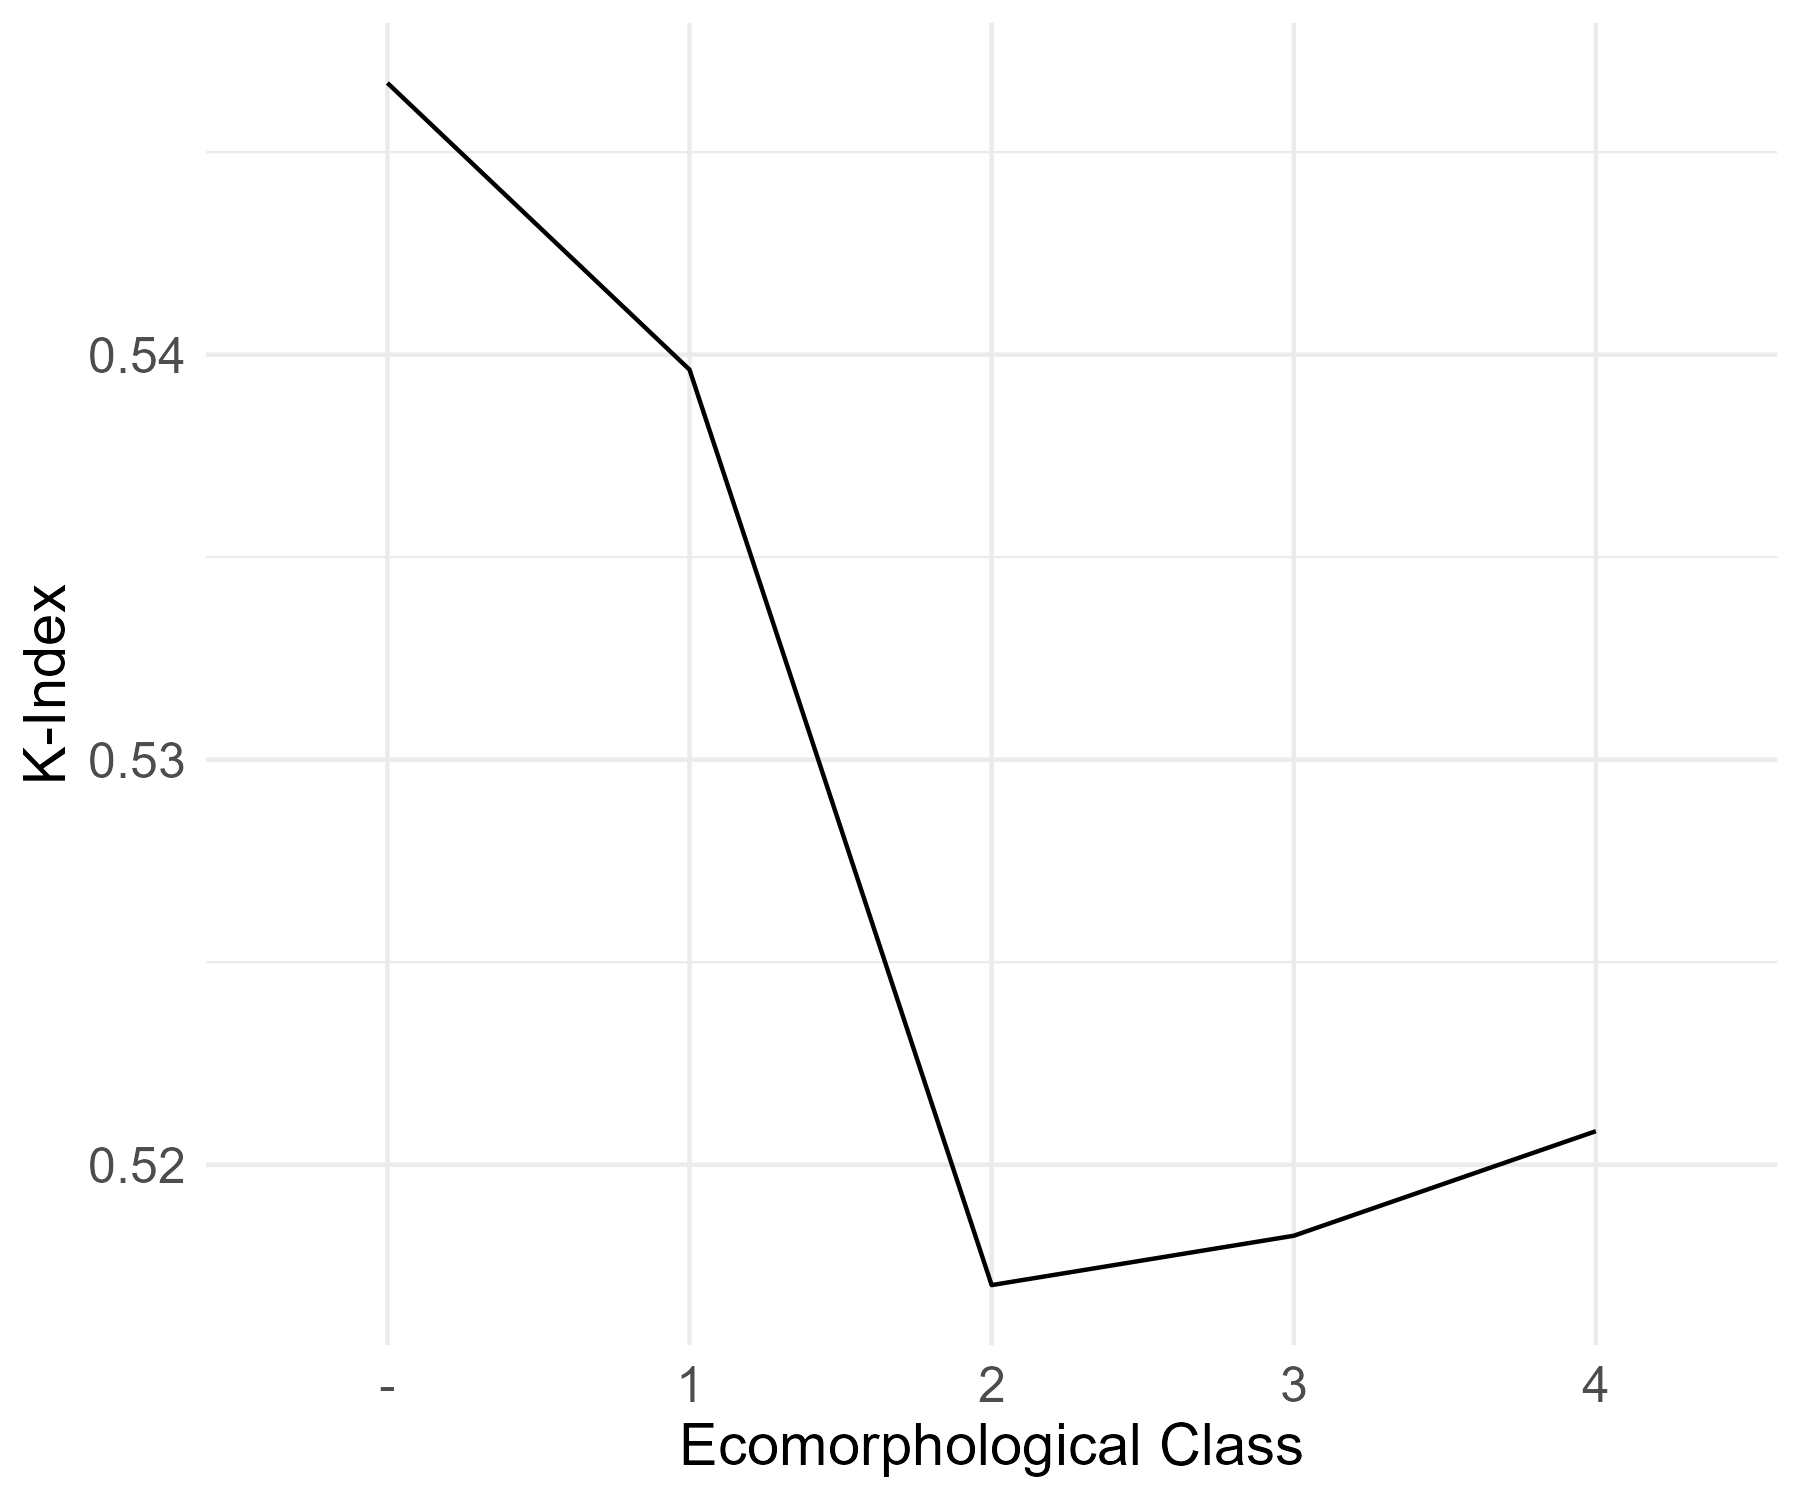 0.54
0.53
0.52
K-Index
- 1 2 3 4
Ecomorphological Class